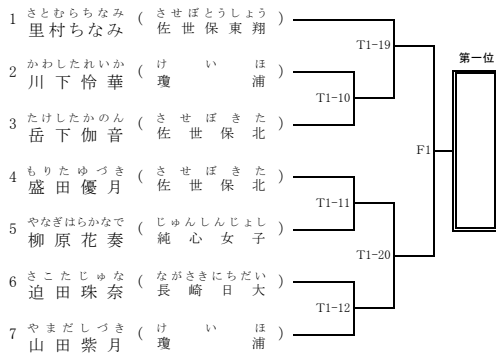 さとむらちなみ ( させぼとうしょう )
1 里村ちなみ 佐世保東翔
T1-19
第一位
かわしたれいか ( けいほ )
2 川下怜華 瓊浦
T1-10
たけしたかのん ( させぼきた )
3 岳下伽音 佐世保北
F1
もりたゆづき ( させぼきた )
4 盛田優月 佐世保北
T1-11
やなぎはらかなで ( じゅんしんじょし )
5 柳原花奏 純心女子
T1-20
さこたじゅな ( ながさきにちだい )
6 迫田珠奈 長崎日大
T1-12
やまだしづき ( けいほ )
7 山田紫月 瓊浦